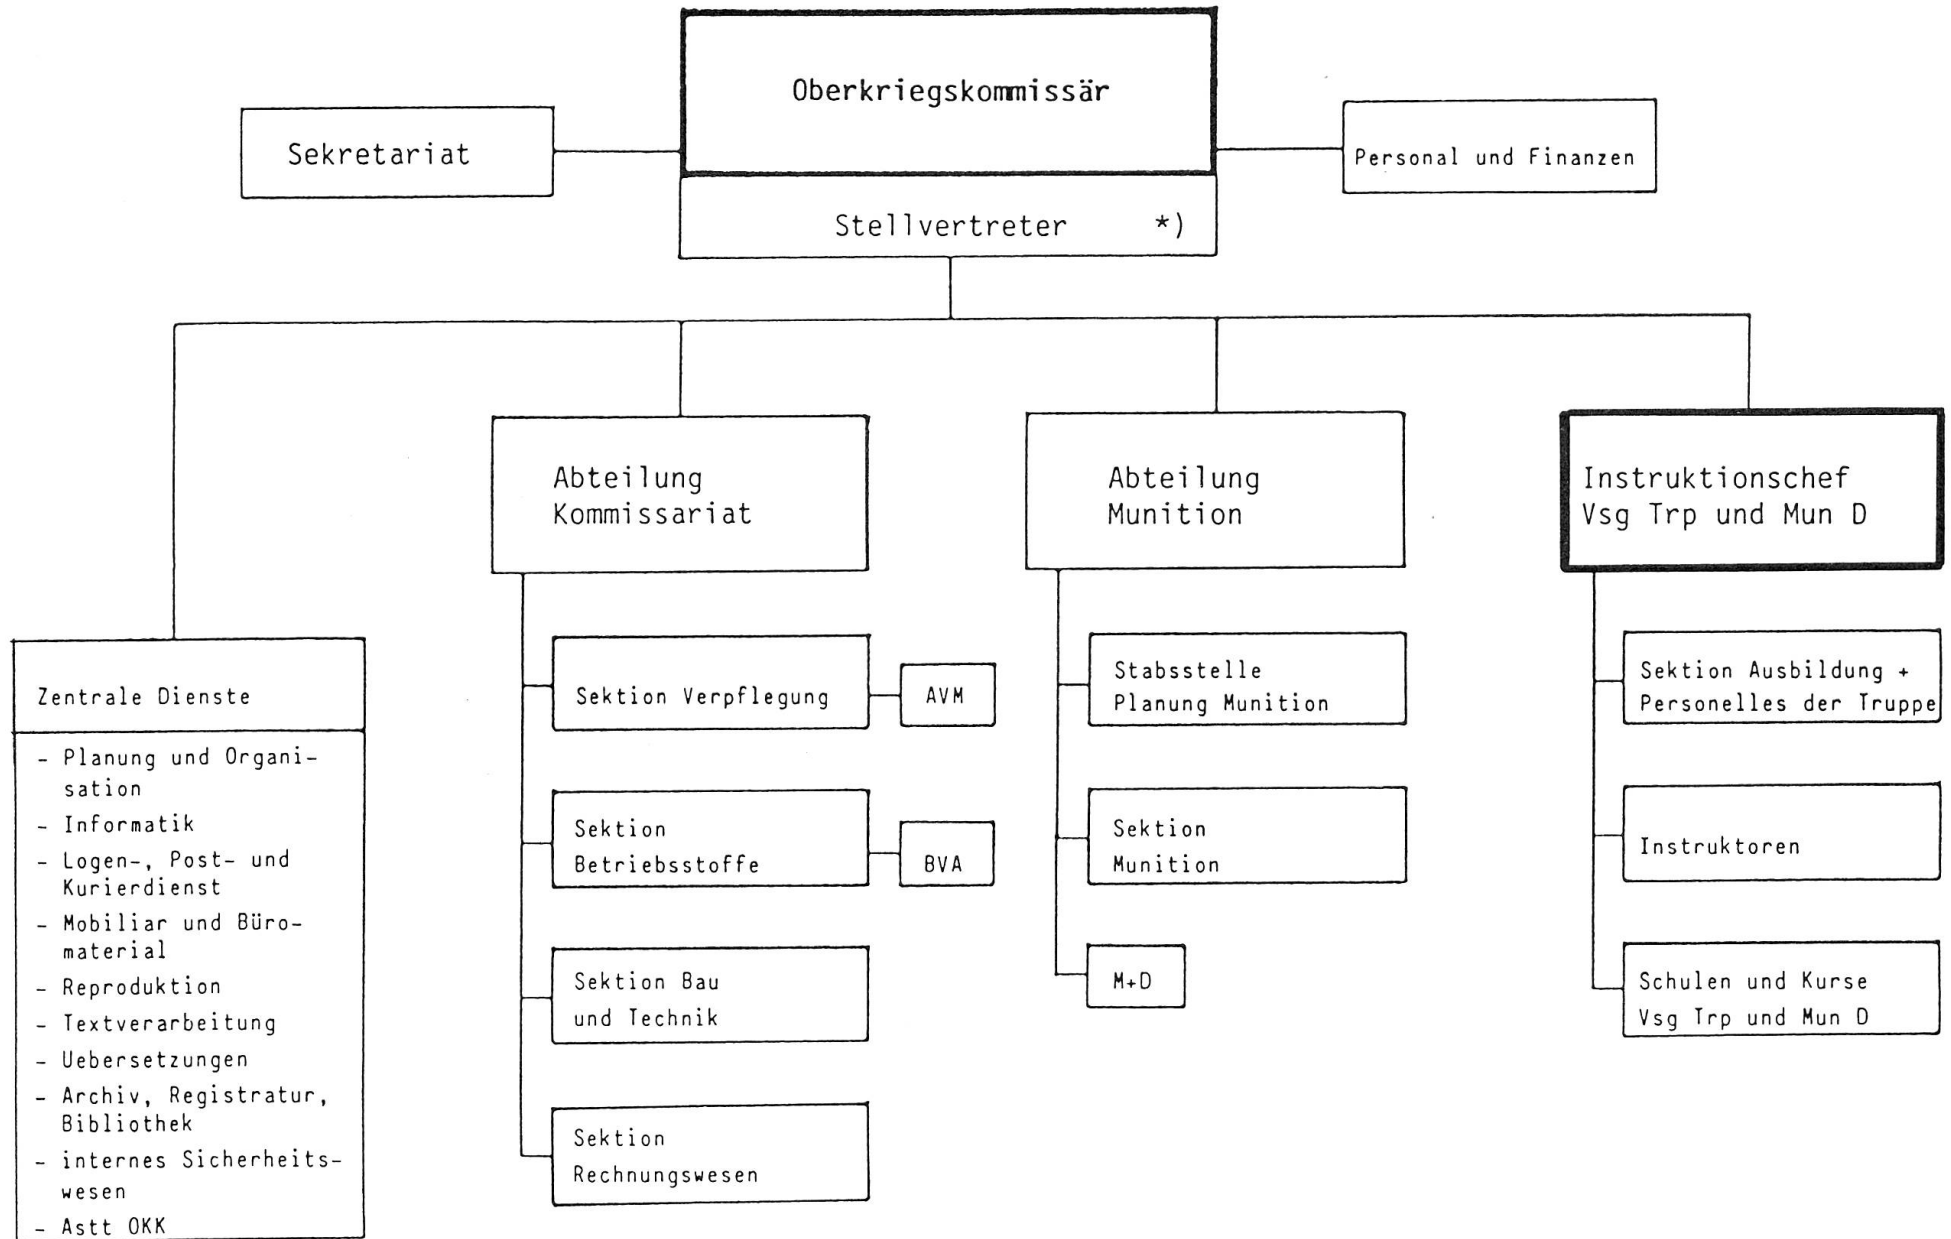 Oberkriegskommissär
Sekretariat
Personal und Finanzen
Stellvertreter *)
Zentrale Dienste
- Planung und Organi-
sation
- Informatik
- Logen-, Post- und
Kurierdienst
- Mobiliar und Büro-
material
- Reproduktion
- Textverarbeitung
- Uebersetzungen
- Archiv, Registratur,
Bibliothek
- internes Sicherheits-
wesen
- Astt OKK
Abteilung
Kommissariat
Sektion Verpflegung
AVM
Sektion
Betriebsstoffe
BVA
Sektion Bau
und Technik
Sektion
Rechnungswesen
Abteilung
Munition
Stabsstelle
Planung Munition
Sektion
Munition
M+D
Instruktionschef
Vsg Trp und Mun D
Sektion Ausbildung +
Personelles der Truppe
Instruktoren
Schulen und Kurse
Vsg Trp und Mun D